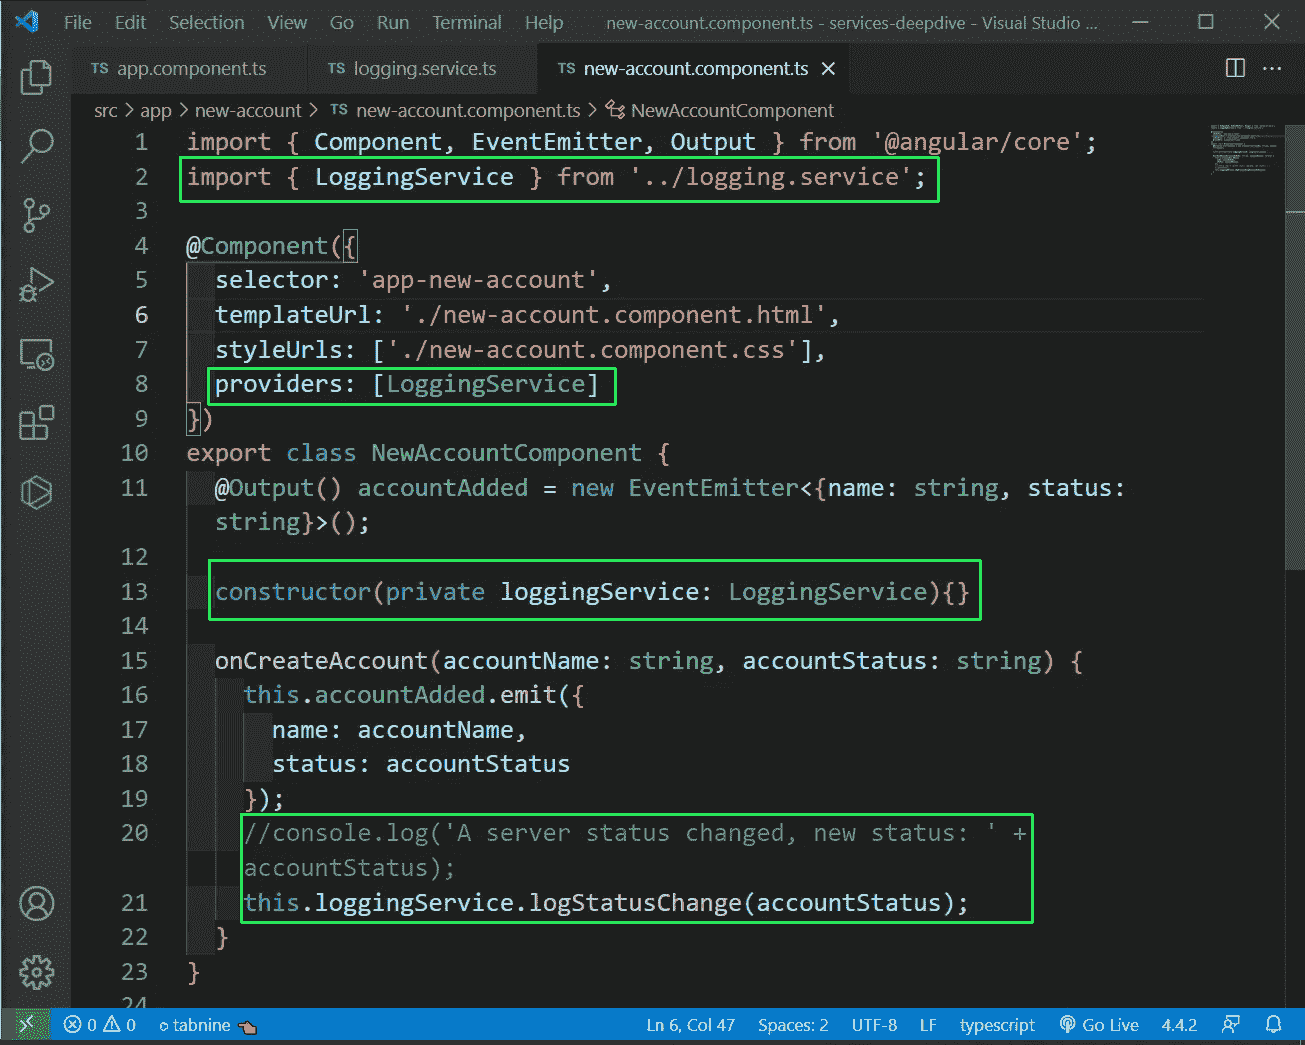 File Edit Selection View Go Run Terminal Help new-account.component.ts - services-deepdive - Visual Studio ...
TS app.component.ts TS logging.service.ts TS new-account.component.ts
src > app > new-account > TS new-account.component.ts > NewAccountComponent
1 import { Component, EventEmitter, Output } from '@angular/core';
2 import { LoggingService } from '../logging.service';
3
4 @Component({
5 selector: 'app-new-account',
6 templateUrl: './new-account.component.html',
7 styleUrls: ['./new-account.component.css'],
8 providers: [LoggingService]
9 })
10 export class NewAccountComponent {
11 @Output() accountAdded = new EventEmitter<{name: string, status:
string}>();
12
13 constructor(private loggingService: LoggingService){}
14
15 onCreateAccount(accountName: string, accountStatus: string) {
16 this.accountAdded.emit({
17 name: accountName,
18 status: accountStatus
19 });
20 //console.log('A server status changed, new status: ' +
accountStatus);
21 this.loggingService.logStatusChange(accountStatus);
22 }
23 }
24
0 0 tabnine Ln 6, Col 47 Spaces: 2 UTF-8 LF typescript Go Live 4.4.2